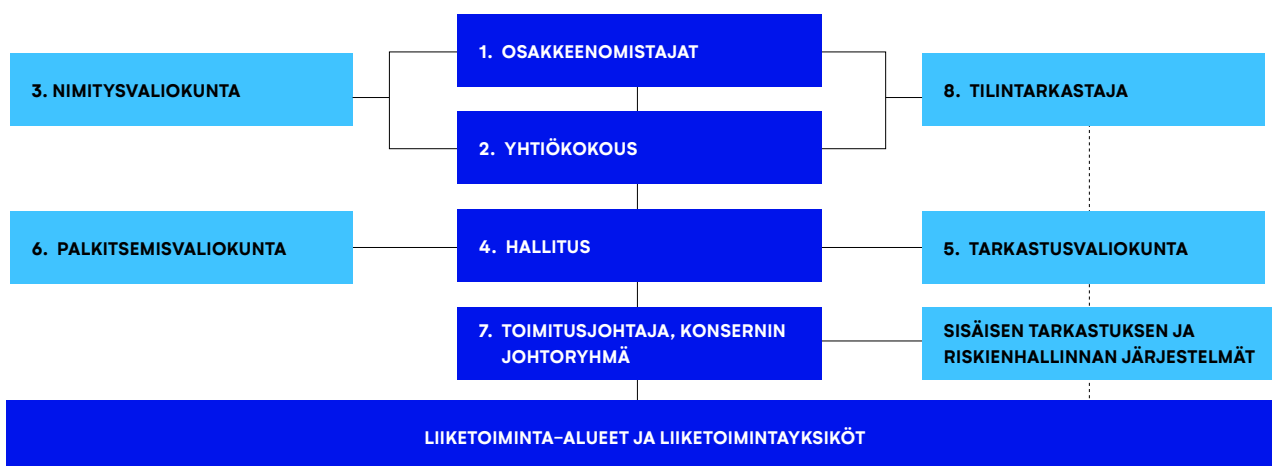 1. OSAKKEENOMISTAJAT
3. NIMITYSVALIOKUNTA
8. TILINTARKASTAJA
2. YHTIÖKOKOUS
6. PALKITSEMISVALIOKUNTA
4. HALLITUS
5. TARKASTUSVALIOKUNTA
7. TOIMITUSJOHTAJA, KONSERNIN
JOHTORYHMÄ
SISÄISEN TARKASTUKSEN JA
RISKIENHALLINNAN JÄRJESTELMÄT
LIIKETOIMINTA-ALUEET JA LIIKETOIMINTAYKSIKÖT